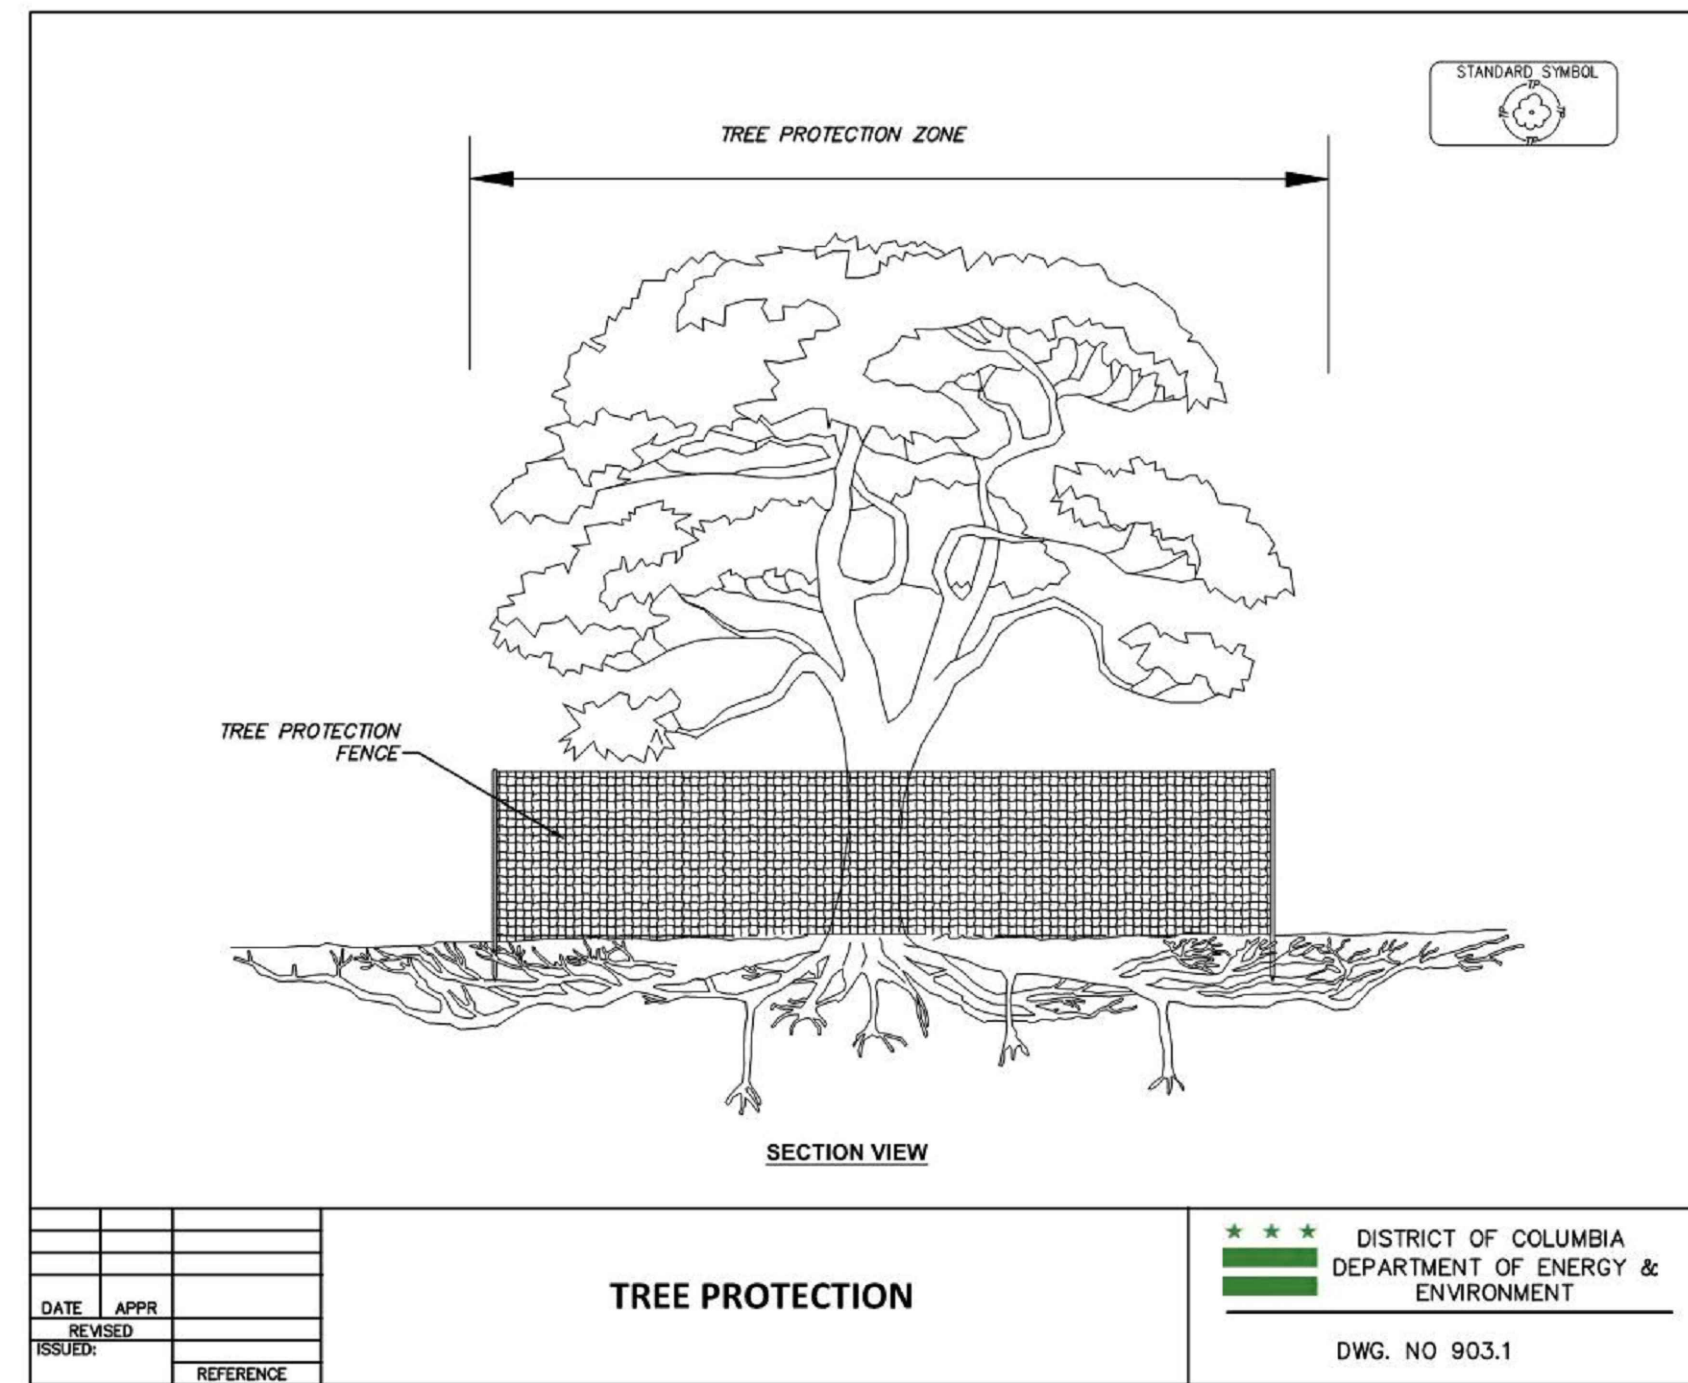 STANDARD SYMBOL
TP
TP
TP
TP
TREE PROTECTION ZONE
TREE PROTECTION
FENCE
SECTION VIEW
DATE APPR
REVISED
ISSUED:
REFERENCE
TREE PROTECTION
DISTRICT OF COLUMBIA
DEPARTMENT OF ENERGY &
ENVIRONMENT
DWG. NO 903.1